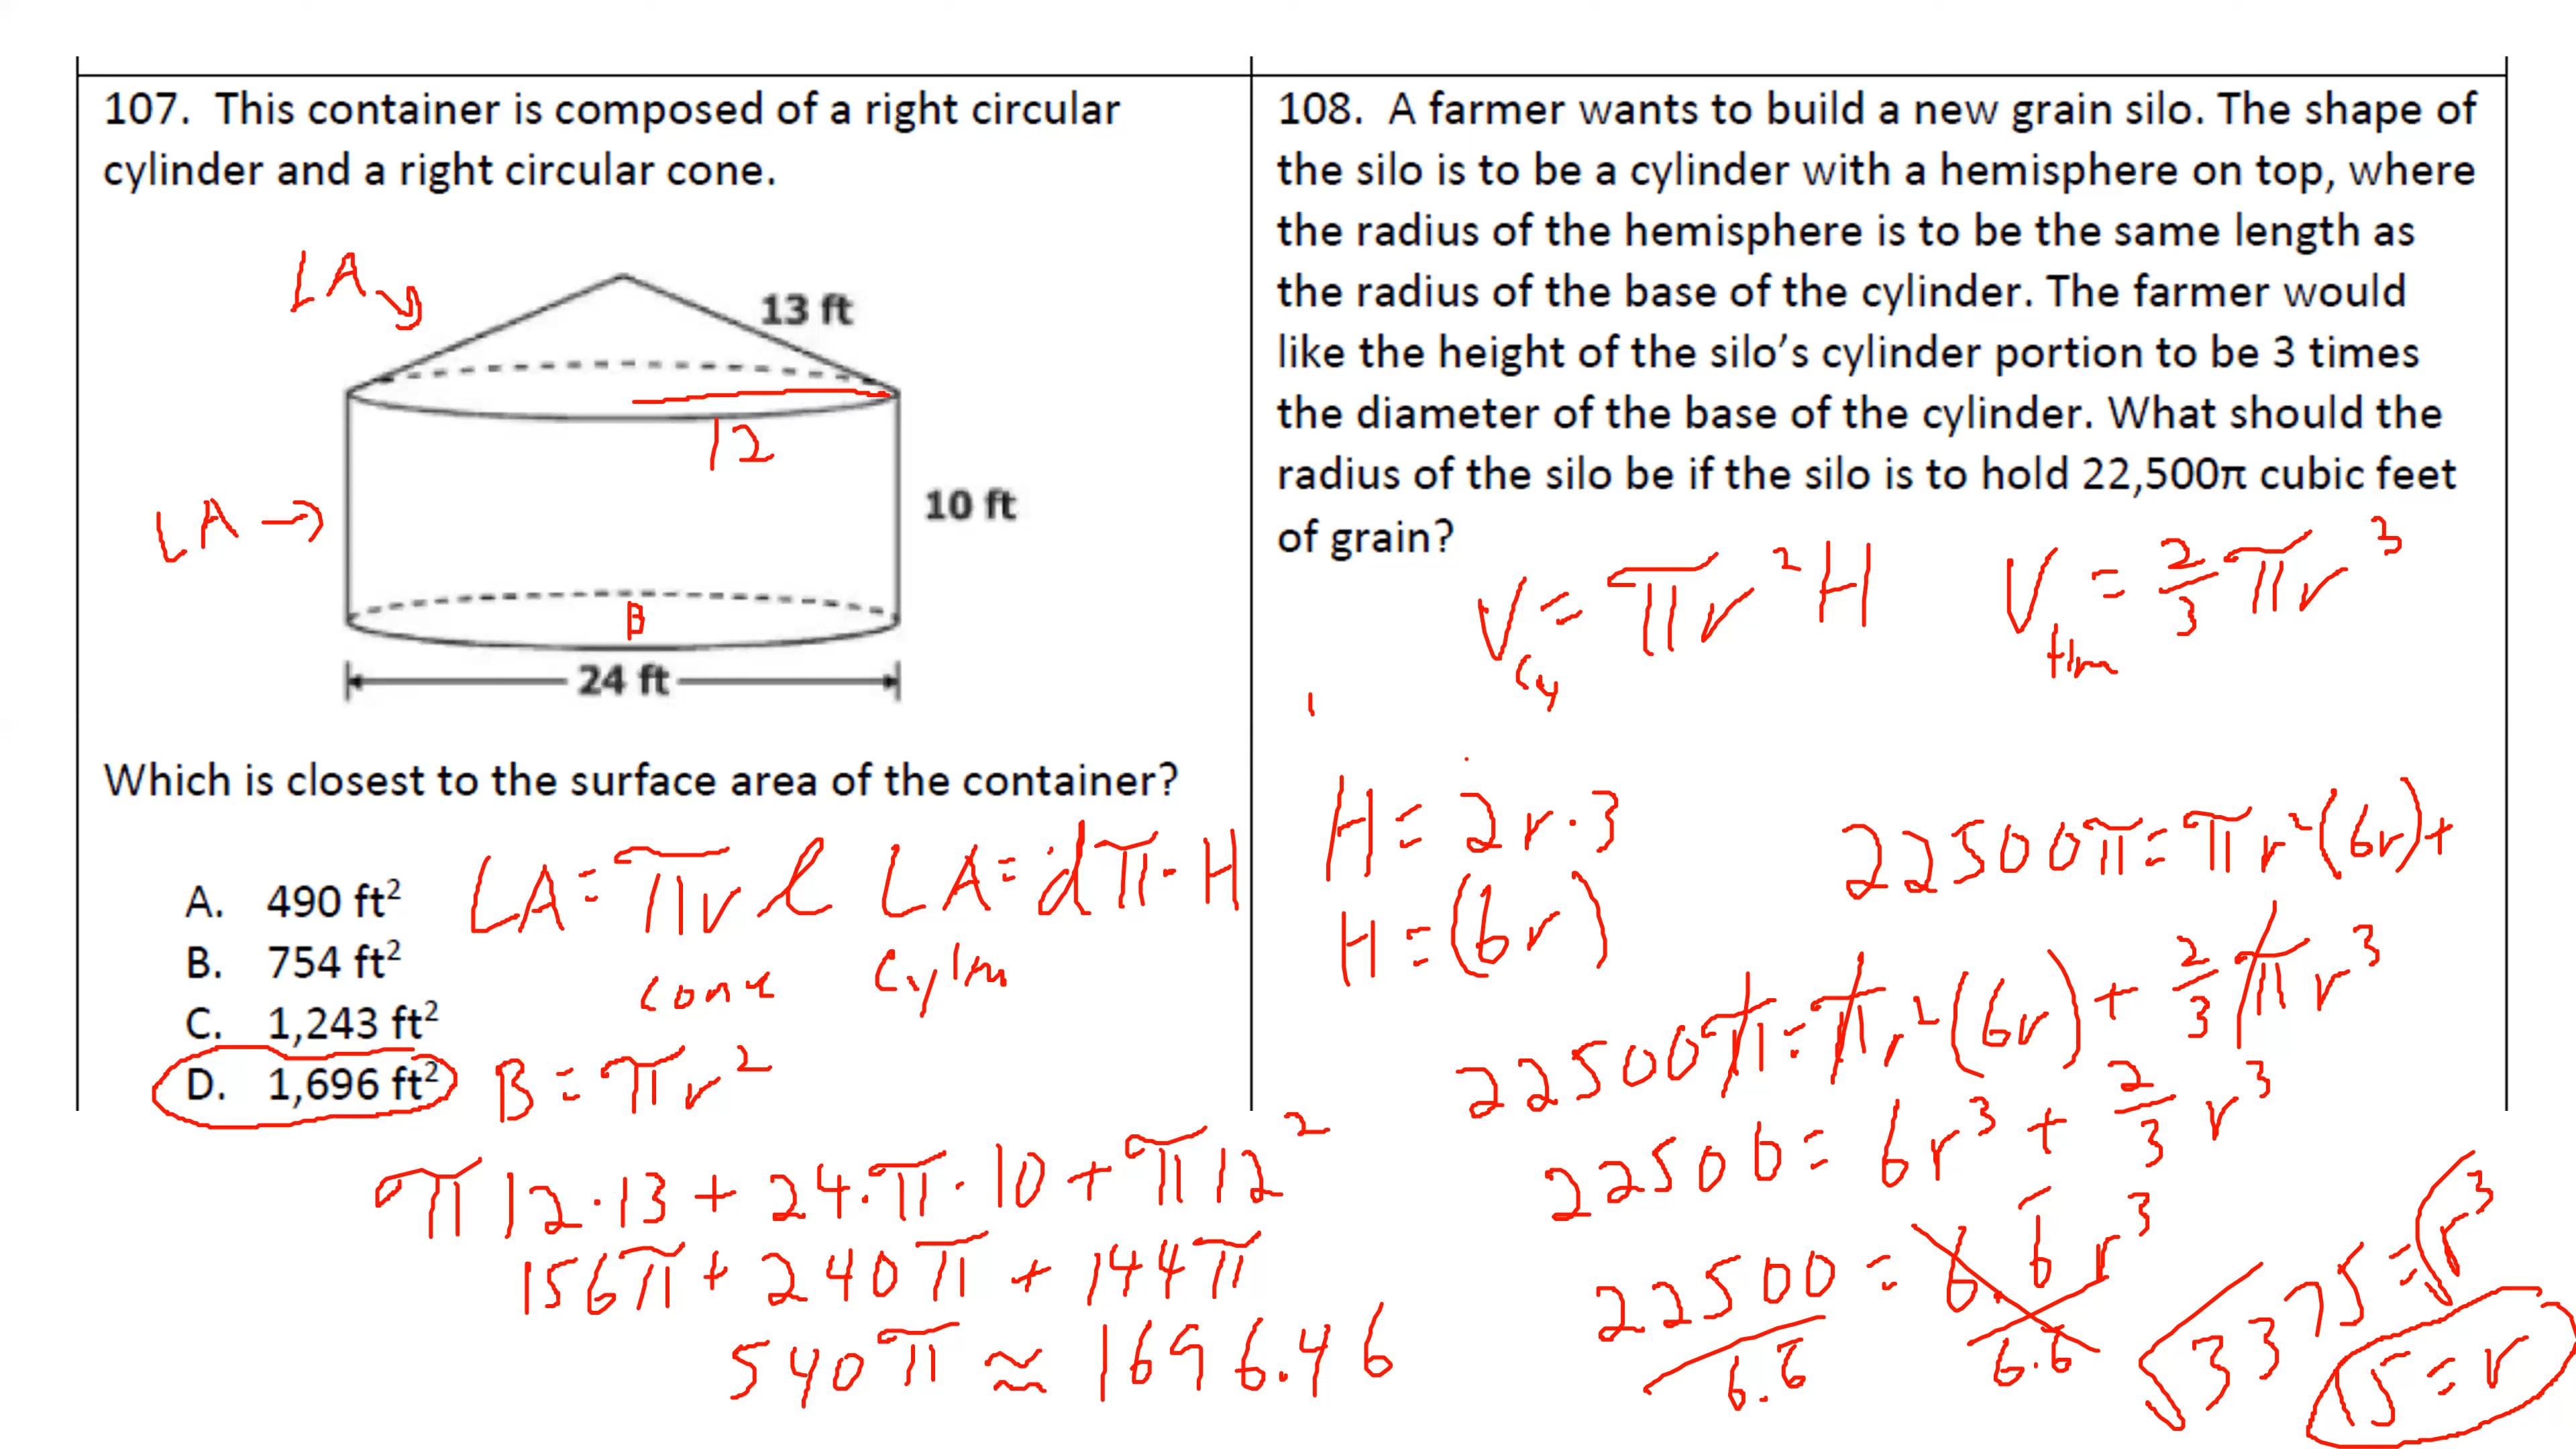 107. This container is composed of a right circular
cylinder and a right circular cone.
LA
13 ft
12
LA →
10 ft
B
24 ft
Which is closest to the surface area of the container?
A. 490 ft²
B. 754 ft²
C. 1,243 ft²
D. 1,696 ft²
LA = πrl
cone
LA = dπ · H
Cylin
B = πr²
π12·13 + 24·π·10 + π12²
156π + 240π + 144π
540π ≈ 1696.46
108. A farmer wants to build a new grain silo. The shape of
the silo is to be a cylinder with a hemisphere on top, where
the radius of the hemisphere is to be the same length as
the radius of the base of the cylinder. The farmer would
like the height of the silo’s cylinder portion to be 3 times
the diameter of the base of the cylinder. What should the
radius of the silo be if the silo is to hold 22,500π cubic feet
of grain?
V = πr²H
Cy
V = 2/3 πr³
Hm
H = 2r·3
H = (6r)
22500π = πr²(6r) +
22500π = πr²(6r) + 2/3 πr³
22500 = 6r³ + 2/3 r³
22500 = 6.6̅r³
6.6̅ 6.6̅
3375 = r³
15 = r